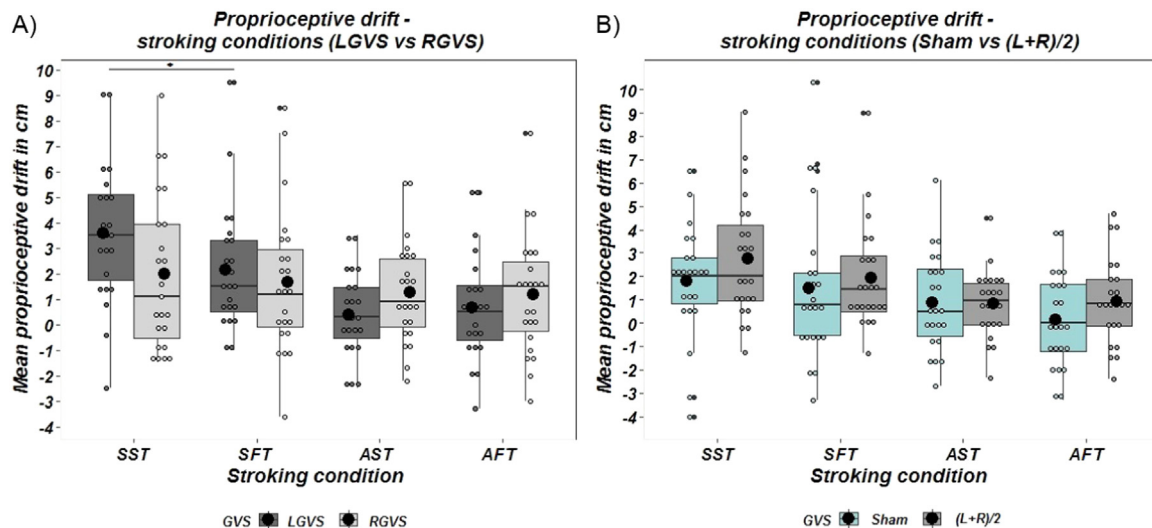 A)
Proprioceptive drift -
stroking conditions (LGVS vs RGVS)
*
Mean proprioceptive drift in cm
10
9
8
7
6
5
4
3
2
1
0
-1
-2
-3
-4
SST SFT AST AFT
Stroking condition
GVS LGVS RGVS
B)
Proprioceptive drift -
stroking conditions (Sham vs (L+R)/2)
Mean proprioceptive drift in cm
10
9
8
7
6
5
4
3
2
1
0
-1
-2
-3
-4
SST SFT AST AFT
Stroking condition
GVS Sham (L+R)/2